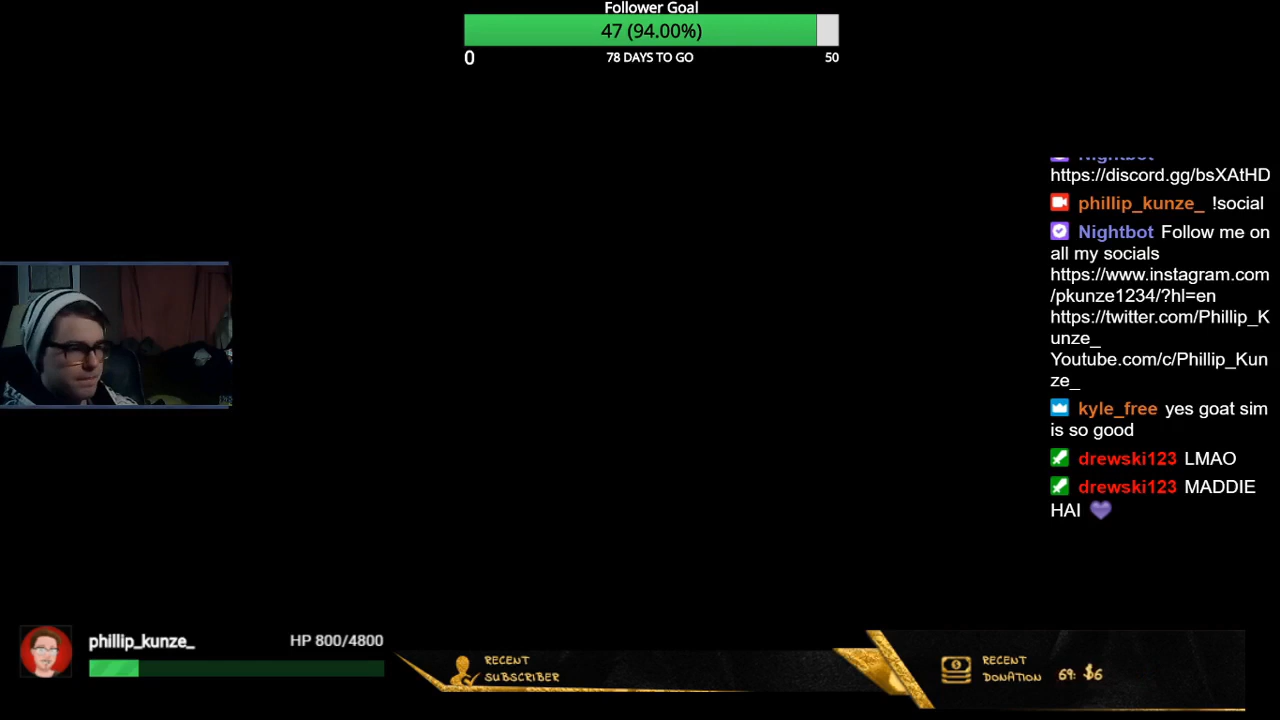 Follower Goal
47 (94.00%)
0
78 DAYS TO GO
50
Nightbot
https://discord.gg/bsXAtHD
phillip_kunze_ !social
Nightbot Follow me on
all my socials
https://www.instagram.com
/pkunze1234/?hl=en
https://twitter.com/Phillip_K
unze_
Youtube.com/c/Phillip_Kun
ze_
kyle_free yes goat sim
is so good
drewski123 LMAO
drewski123 MADDIE
HAI
phillip_kunze_
HP 800/4800
RECENT
SUBSCRIBER
RECENT
DONATION
69: $6